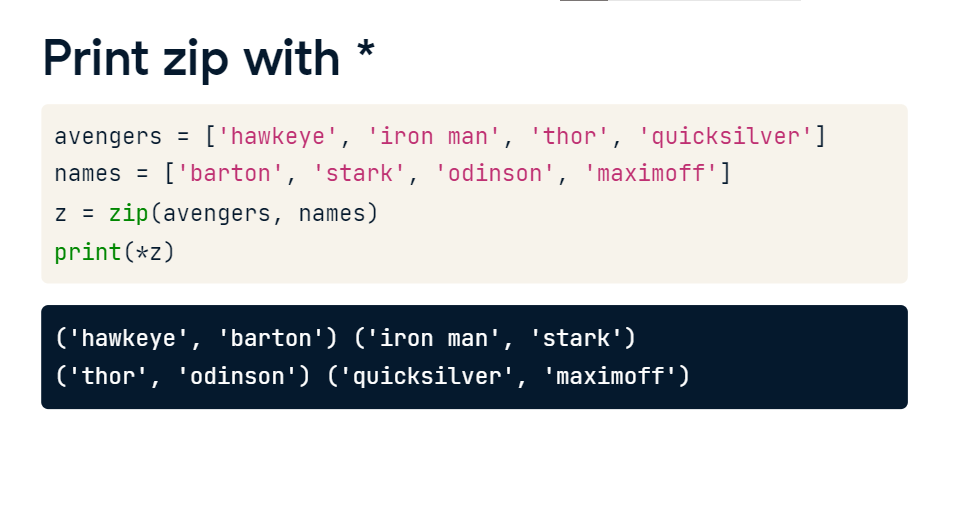 Print zip with *
avengers = ['hawkeye', 'iron man', 'thor', 'quicksilver']
names = ['barton', 'stark', 'odinson', 'maximoff']
z = zip(avengers, names)
print(*z)
('hawkeye', 'barton') ('iron man', 'stark')
('thor', 'odinson') ('quicksilver', 'maximoff')